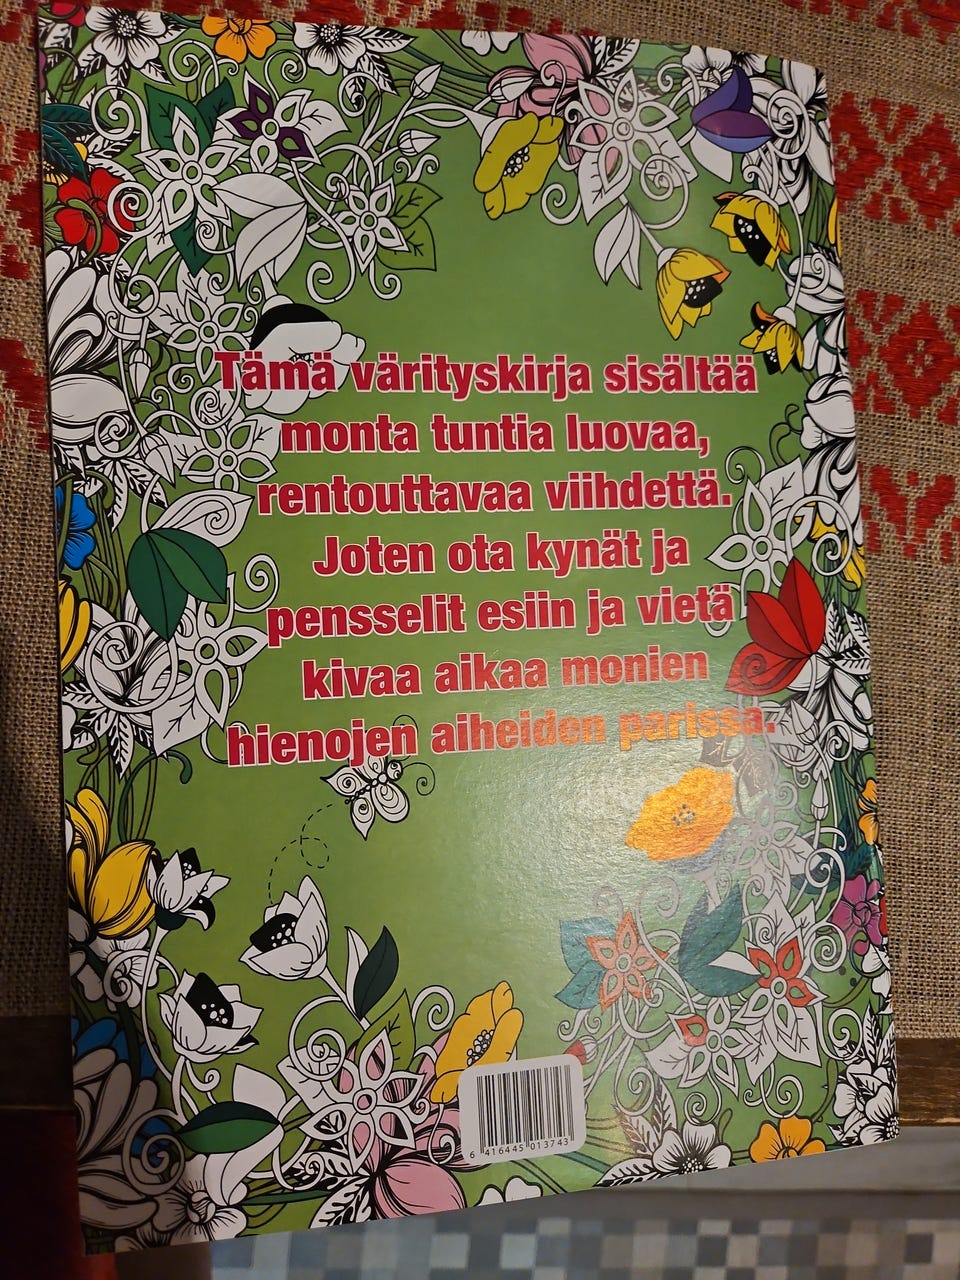 Tämä värityskirja sisältää
monta tuntia luovaa,
rentouttavaa viihdettä.
Joten ota kynät ja
pensselit esiin ja vietä
kivaa aikaa monien
hienojen aiheiden parissa.
6 416445 013743